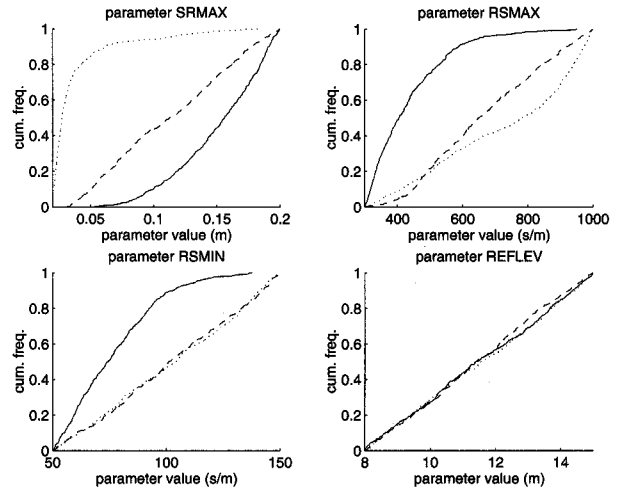 parameter SRMAX
1
0.8
0.6
0.4
0.2
0
cum. freq.
0.05 0.1 0.15 0.2
parameter value (m)
parameter RSMAX
1
0.8
0.6
0.4
0.2
0
cum. freq.
400 600 800 1000
parameter value (s/m)
parameter RSMIN
1
0.8
0.6
0.4
0.2
0
cum. freq.
50 100 150
parameter value (s/m)
parameter REFLEV
1
0.8
0.6
0.4
0.2
0
cum. freq.
8 10 12 14
parameter value (m)